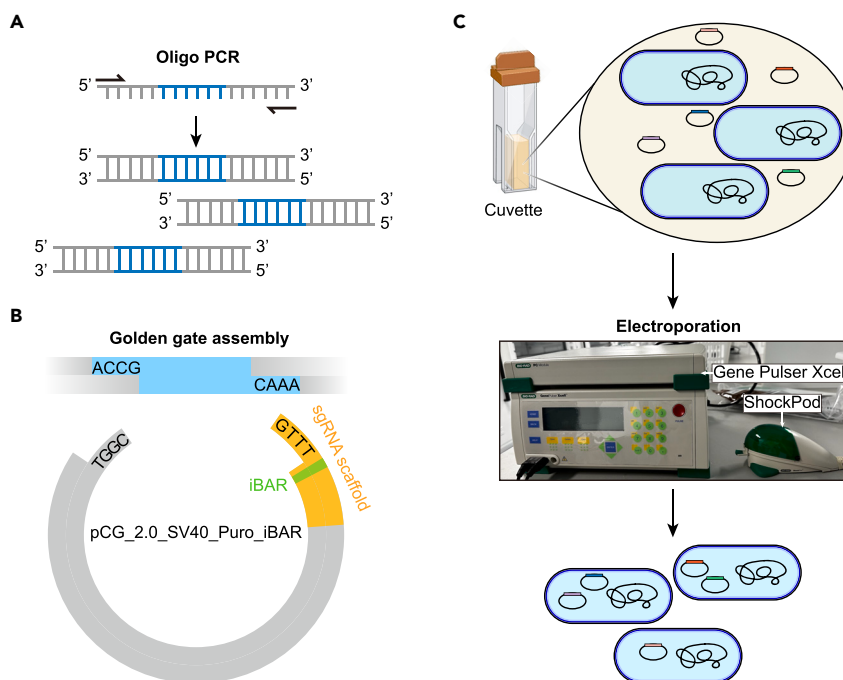 A
Oligo PCR
5’ 3’
5’ 3’
3’ 5’
5’ 3’
3’ 5’
5’ 3’
3’ 5’
B
Golden gate assembly
ACCG
CAAA
TGGC
GTTT
sgRNA scaffold
iBAR
pCG_2.0_SV40_Puro_iBAR
C
Cuvette
Electroporation
Gene Pulser Xcell
ShockPod